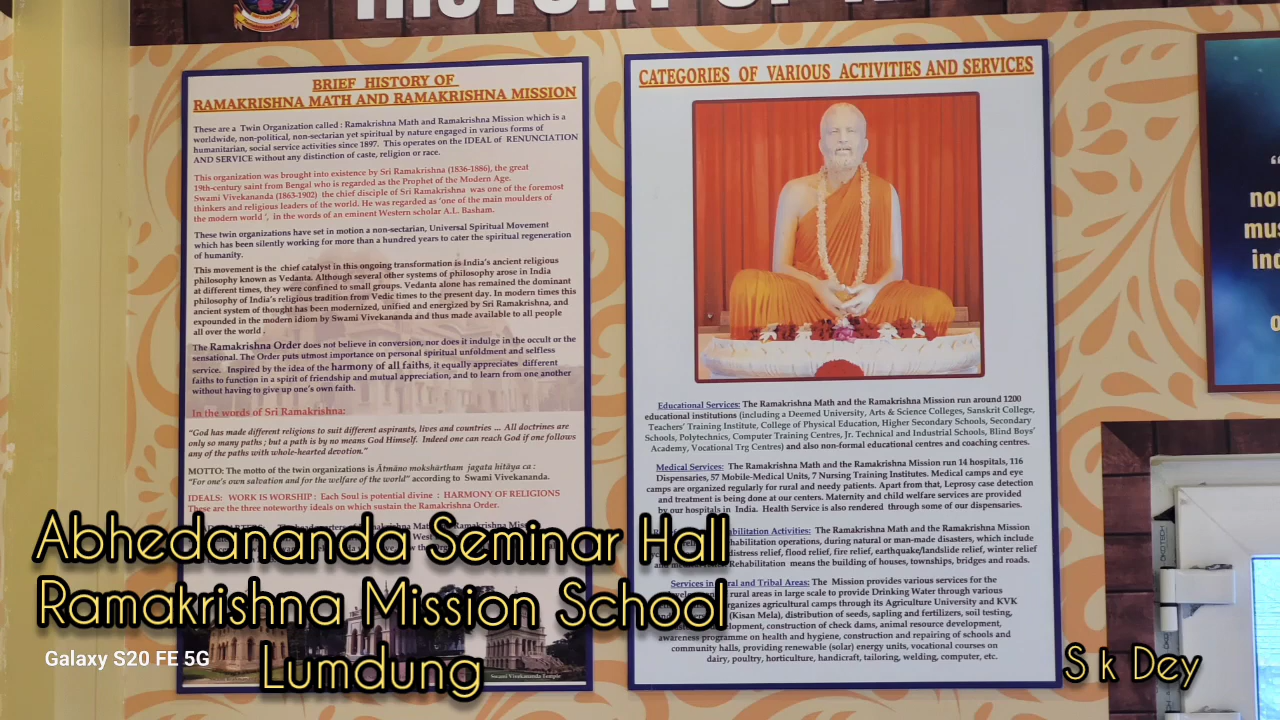 HISTORY OF
BRIEF HISTORY OF
RAMAKRISHNA MATH AND RAMAKRISHNA MISSION
These are a Twin Organization called : Ramakrishna Math and Ramakrishna Mission which is a
worldwide, non-political, non-sectarian yet spiritual by nature engaged in various forms of
humanitarian, social service activities since 1897. This operates on the IDEAL of RENUNCIATION
AND SERVICE without any distinction of caste, religion or race.
This organization was brought into existence by Sri Ramakrishna (1836-1886), the great
19th-century saint from Bengal who is regarded as the Prophet of the Modern Age.
Swami Vivekananda (1863-1902) the chief disciple of Sri Ramakrishna was one of the foremost
thinkers and religious leaders of the world. He was regarded as 'one of the main moulders of
the modern world ', in the words of an eminent Western scholar A.L. Basham.
These twin organizations have set in motion a non-sectarian, Universal Spiritual Movement
which has been silently working for more than a hundred years to cater the spiritual regeneration
of humanity.
This movement is the chief catalyst in this ongoing transformation is India's ancient religious
philosophy known as Vedanta. Although several other systems of philosophy arose in India
at different times, they were confined to small groups. Vedanta alone has remained the dominant
philosophy of India's religious tradition from Vedic times to the present day. In modern times this
ancient system of thought has been modernized, unified and energized by Sri Ramakrishna, and
expounded in the modern idiom by Swami Vivekananda and thus made available to all people
all over the world .
The Ramakrishna Order does not believe in conversion, nor does it indulge in the occult or the
sensational. The Order puts utmost importance on personal spiritual unfoldment and selfless
service. Inspired by the idea of the harmony of all faiths, it equally appreciates different
faiths to function in a spirit of friendship and mutual appreciation, and to learn from one another
without having to give up one's own faith.
In the words of Sri Ramakrishna:
"God has made different religions to suit different aspirants, lives and countries ... All doctrines are
only so many paths ; but a path is by no means God Himself. Indeed one can reach God if one follows
any of the paths with whole-hearted devotion."
MOTTO: The motto of the twin organizations is Ātmāno mokshārtham jagata hitāya ca :
"For one's own salvation and for the welfare of the world" according to Swami Vivekananda.
IDEALS: WORK IS WORSHIP : Each Soul is potential divine : HARMONY OF RELIGIONS
These are the three noteworthy ideals on which sustain the Ramakrishna Order.
Swami Vivekananda Temple
CATEGORIES OF VARIOUS ACTIVITIES AND SERVICES
Educational Services: The Ramakrishna Math and the Ramakrishna Mission run around 1200
educational institutions (including a Deemed University, Arts & Science Colleges, Sanskrit College,
Teachers' Training Institute, College of Physical Education, Higher Secondary Schools, Secondary
Schools, Polytechnics, Computer Training Centres, Jr. Technical and Industrial Schools, Blind Boys'
Academy, Vocational Trg Centres) and also non-formal educational centres and coaching centres.
Medical Services: The Ramakrishna Math and the Ramakrishna Mission run 14 hospitals, 116
Dispensaries, 57 Mobile-Medical Units, 7 Nursing Training Institutes. Medical camps and eye
camps are organized regularly for rural and needy patients. Apart from that, Leprosy case detection
and treatment is being done at our centers. Maternity and child welfare services are provided
by our hospitals in India. Health Service is also rendered through some of our dispensaries.
Activities: The Ramakrishna Math and the Ramakrishna Mission
operations, during natural or man-made disasters, which include
distress relief, flood relief, fire relief, earthquake/landslide relief, winter relief
Rehabilitation means the building of houses, townships, bridges and roads.
Services in Rural and Tribal Areas: The Mission provides various services for the
rural areas in large scale to provide Drinking Water through various
organizes agricultural camps through its Agriculture University and KVK
(Kisan Mela), distribution of seeds, sapling and fertilizers, soil testing,
construction of check dams, animal resource development,
awareness programme on health and hygiene, construction and repairing of schools and
community halls, providing renewable (solar) energy units, vocational courses on
dairy, poultry, horticulture, handicraft, tailoring, welding, computer, etc.
Abhedananda Seminar Hall
Ramakrishna Mission School
Lumdung
Galaxy S20 FE 5G
S k Dey